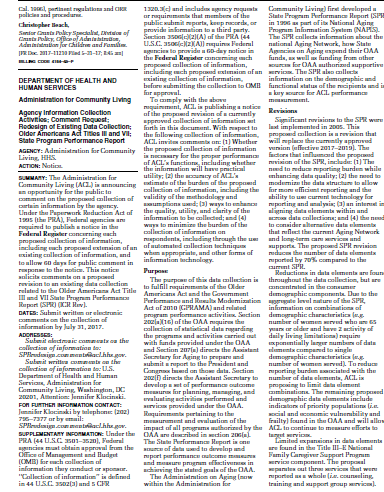 Cal. 1996), pertinent regulations and ORR
policies and procedures.
Christopher Beach,
Senior Grants Policy Specialist, Division of
Grants Policy, Office of Administration,
Administration for Children and Families.
[FR Doc. 2017-11210 Filed 5-31-17; 8:45 am]
BILLING CODE 4184-45-P
DEPARTMENT OF HEALTH AND
HUMAN SERVICES
Administration for Community Living
Agency Information Collection
Activities; Comment Request;
Redesign of Existing Data Collection;
Older Americans Act Titles III and VII;
State Program Performance Report
AGENCY: Administration for Community
Living, HHS.
ACTION: Notice.
SUMMARY: The Administration for
Community Living (ACL) is announcing
an opportunity for the public to
comment on the proposed collection of
certain information by the agency.
Under the Paperwork Reduction Act of
1995 (the PRA), Federal agencies are
required to publish a notice in the
Federal Register concerning each
proposed collection of information,
including each proposed extension of an
existing collection of information, and
to allow 60 days for public comment in
response to the notice. This notice
solicits comments on a proposed
revision to an existing data collection
related to the Older Americans Act Title
III and VII State Program Performance
Report (SPR) (ICR Rev).
DATES: Submit written or electronic
comments on the collection of
information by July 31, 2017.
ADDRESSES:
Submit electronic comments on the
collection of information to:
SPRredesign.comments@acl.hhs.gov.
Submit written comments on the
collection of information to: U.S.
Department of Health and Human
Services, Administration for
Community Living, Washington, DC
20201, Attention: Jennifer Klocinski.
FOR FURTHER INFORMATION CONTACT:
Jennifer Klocinski by telephone: (202)
795-7377 or by email:
SPRredesign.comments@acl.hhs.gov.
SUPPLEMENTARY INFORMATION: Under the
PRA (44 U.S.C. 3501-3520), Federal
agencies must obtain approval from the
Office of Management and Budget
(OMB) for each collection of
information they conduct or sponsor.
"Collection of information" is defined
in 44 U.S.C. 3502(3) and 5 CFR
1320.3(c) and includes agency requests
or requirements that members of the
public submit reports, keep records, or
provide information to a third party.
Section 3506(c)(2)(A) of the PRA (44
U.S.C. 3506(c)(2)(A)) requires Federal
agencies to provide a 60-day notice in
the Federal Register concerning each
proposed collection of information,
including each proposed extension of an
existing collection of information,
before submitting the collection to OMB
for approval.
To comply with the above
requirement, ACL is publishing a notice
of the proposed revision of a currently
approved collection of information set
forth in this document. With respect to
the following collection of information,
ACL invites comments on: (1) Whether
the proposed collection of information
is necessary for the proper performance
of ACL's functions, including whether
the information will have practical
utility; (2) the accuracy of ACL's
estimate of the burden of the proposed
collection of information, including the
validity of the methodology and
assumptions used; (3) ways to enhance
the quality, utility, and clarity of the
information to be collected; and (4)
ways to minimize the burden of the
collection of information on
respondents, including through the use
of automated collection techniques
when appropriate, and other forms of
information technology.
Purpose
The purpose of this data collection is
to fulfill requirements of the Older
Americans Act and the Government
Performance and Results Modernization
Act of 2010 (GPRAMA) and related
program performance activities. Section
202(a)(16) of the OAA requires the
collection of statistical data regarding
the programs and activities carried out
with funds provided under the OAA
and Section 207(a) directs the Assistant
Secretary for Aging to prepare and
submit a report to the President and
Congress based on those data. Section
202(f) directs the Assistant Secretary to
develop a set of performance outcome
measures for planning, managing, and
evaluating activities performed and
services provided under the OAA.
Requirements pertaining to the
measurement and evaluation of the
impact of all programs authorized by the
OAA are described in section 206(a).
The State Performance Report is one
source of data used to develop and
report performance outcome measures
and measure program effectiveness in
achieving the stated goals of the OAA.
The Administration on Aging (now
within the Administration for
Community Living) first developed a
State Program Performance Report (SPR)
in 1996 as part of its National Aging
Program Information System (NAPIS).
The SPR collects information about the
national Aging Network, how State
Agencies on Aging expend their OAA
funds, as well as funding from other
sources for OAA authorized supportive
services. The SPR also collects
information on the demographic and
functional status of the recipients and is
a key source for ACL performance
measurement.
Revisions
Significant revisions to the SPR were
last implemented in 2005. This
proposed collection is a revision that
will replace the currently approved
version (effective 2017-2019). The
factors that influenced the proposed
revision of the SPR, include: (1) The
need to reduce reporting burden while
enhancing data quality; (2) the need to
modernize the data structure to allow
for more efficient reporting and the
ability to use current technology for
reporting and analysis; (3) an interest in
aligning data elements within and
across data collections; and (4) the need
to consider alternative data elements
that reflect the current Aging Network
and long-term care services and
supports. The proposed SPR revision
reduces the number of data elements
reported by 70% compared to the
current SPR.
Reductions in data elements are found
throughout the data collection, but are
concentrated in the consumer
demographic components. Due to the
aggregate level nature of the SPR,
information on combinations of
demographic characteristics (e.g.
number of women served who are 65
years or older and have 2 activity of
daily living limitations) require
exponentially larger numbers of data
elements compared to single
demographic characteristics (e.g.
number of women served). To reduce
reporting burden associated with the
number of data elements, ACL is
proposing to limit data element
combinations. The remaining proposed
demographic data elements include
indicators of priority populations (i.e.
social and economic vulnerability and
frailty) found in the OAA and will allow
ACL to continue to measure efforts to
target services.
Limited expansions in data elements
are found in the Title III-E National
Family Caregiver Support Program
service component. The proposal
separates out three services that were
reported as a whole (i.e. counseling,
training and support group services).